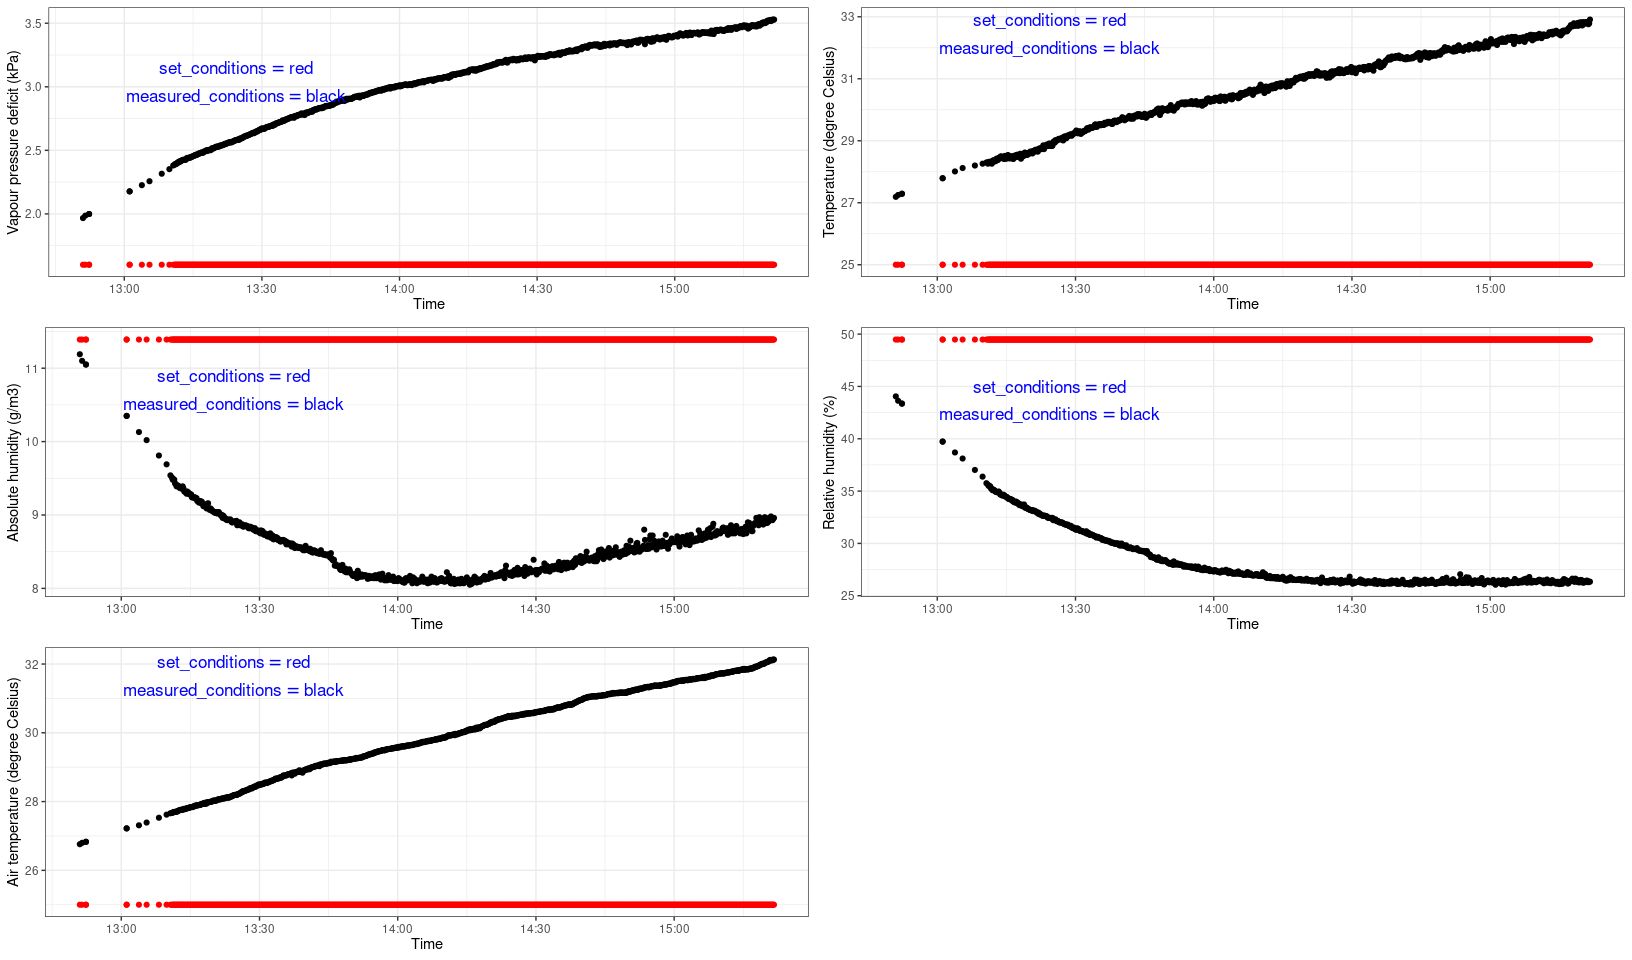 Vapour pressure deficit (kPa)
3.5
3.0
2.5
2.0
set_conditions = red
measured_conditions = black
13:00 13:30 14:00 14:30 15:00
Time
Temperature (degree Celsius)
33
31
29
27
25
set_conditions = red
measured_conditions = black
13:00 13:30 14:00 14:30 15:00
Time
Absolute humidity (g/m3)
11
10
9
8
set_conditions = red
measured_conditions = black
13:00 13:30 14:00 14:30 15:00
Time
Relative humidity (%)
50
45
40
35
30
25
set_conditions = red
measured_conditions = black
13:00 13:30 14:00 14:30 15:00
Time
Air temperature (degree Celsius)
32
30
28
26
set_conditions = red
measured_conditions = black
13:00 13:30 14:00 14:30 15:00
Time